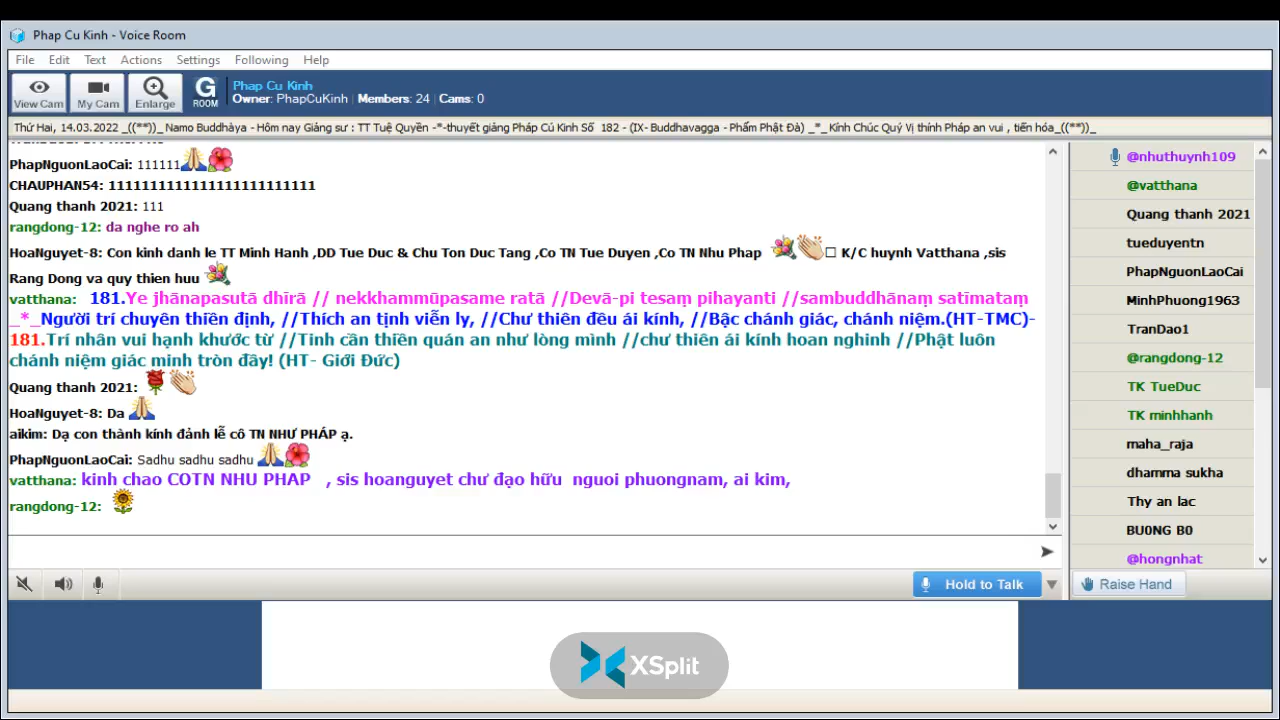 Phap Cu Kinh - Voice Room
File Edit Text Actions Settings Following Help
View Cam My Cam Enlarge G ROOM
Phap Cu Kinh
Owner: PhapCuKinh | Members: 24 | Cams: 0
Thứ Hai, 14.03.2022 _((**))_ Namo Buddhàya - Hôm nay Giảng sư : TT Tuệ Quyền -*-thuyết giảng Pháp Cú Kinh Số 182 - (IX- Buddhavagga - Phẩm Phật Đà) _*_ Kính Chúc Quý Vị thính Pháp an vui , tiến hóa_((**))_
PhapNguonLaoCai: 111111
CHAUPHAN54: 1111111111111111111111111
Quang thanh 2021: 111
rangdong-12: da nghe ro ah
HoaNguyet-8: Con kinh danh le TT Minh Hanh ,DD Tue Duc & Chu Ton Duc Tang ,Co TN Tue Duyen ,Co TN Nhu Phap K/C huynh Vatthana ,sis
Rang Dong va quy thien huu
vatthana: 181.Ye jhānapasutā dhīrā // nekkhammūpasame ratā //Devā-pi tesaṃ pihayanti //sambuddhānaṃ satīmataṃ
_*_Người trí chuyên thiền định, //Thích an tịnh viễn ly, //Chư thiên đều ái kính, //Bậc chánh giác, chánh niệm.(HT-TMC)-
181.Trí nhân vui hạnh khước từ //Tinh cần thiền quán an như lòng mình //chư thiên ái kính hoan nghinh //Phật luôn
chánh niệm giác minh tròn đầy! (HT- Giới Đức)
Quang thanh 2021:
HoaNguyet-8: Da
aikim: Dạ con thành kính đảnh lễ cô TN NHƯ PHÁP ạ.
PhapNguonLaoCai: Sadhu sadhu sadhu
vatthana: kinh chao COTN NHU PHAP , sis hoanguyet chư đạo hữu nguoi phuongnam, ai kim,
rangdong-12:
@nhuthuynh109
@vatthana
Quang thanh 2021
tueduyentn
PhapNguonLaoCai
MinhPhuong1963
TranDao1
@rangdong-12
TK TueDuc
TK minhhanh
maha_raja
dhamma sukha
Thy an lac
BU0NG B0
@hongnhat
Hold to Talk
Raise Hand
XSplit